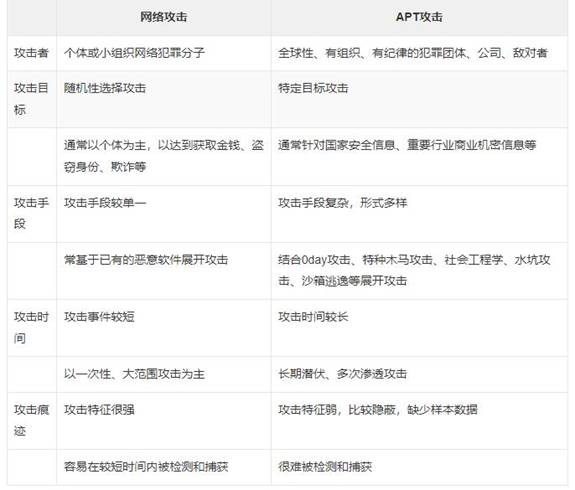 网络攻击 APT攻击
攻击者 个体或小组织网络犯罪分子 全球性、有组织、有纪律的犯罪团体、公司、敌对者
攻击目标 随机性选择攻击 特定目标攻击
通常以个体为主，以达到获取金钱、盗窃身份、欺诈等 通常针对国家安全信息、重要行业商业机密信息等
攻击手段 攻击手段较单一 攻击手段复杂，形式多样
常基于已有的恶意软件展开攻击 结合0day攻击、特种木马攻击、社会工程学、水坑攻击、沙箱逃逸等展开攻击
攻击时间 攻击事件较短 攻击时间较长
以一次性、大范围攻击为主 长期潜伏、多次渗透攻击
攻击痕迹 攻击特征很强 攻击特征弱，比较隐蔽，缺少样本数据
容易在较短时间内被检测和捕获 很难被检测和捕获